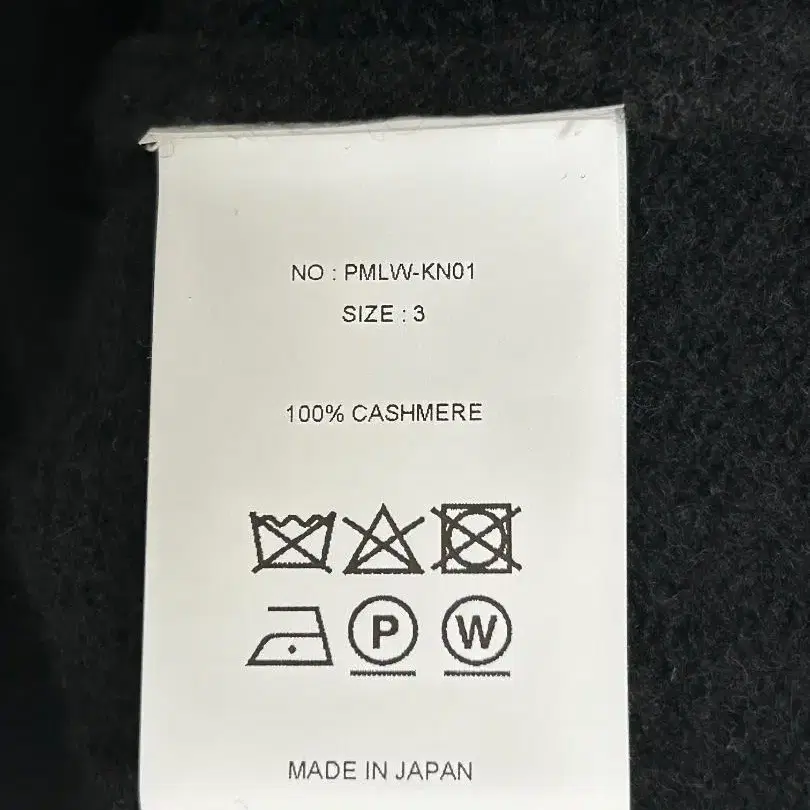 NO : PMLW-KN01
SIZE : 3
100% CASHMERE
P W
MADE IN JAPAN